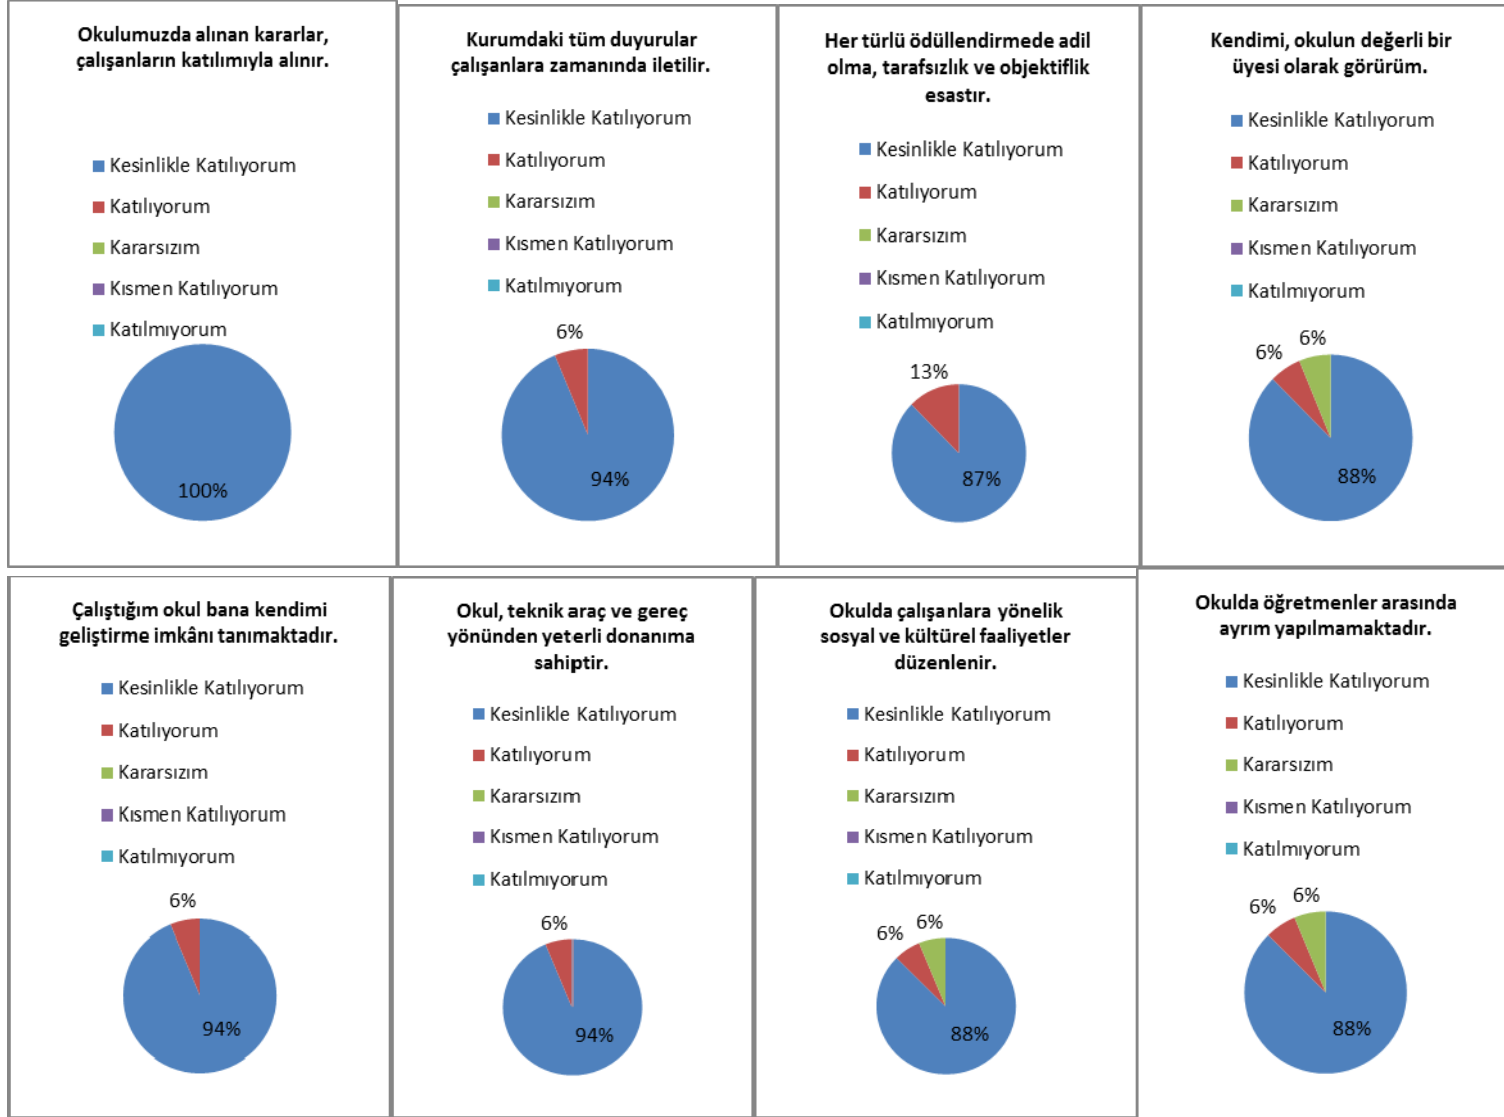 Okulumuzda alınan kararlar,
çalışanların katılımıyla alınır.
Kesinlikle Katılıyorum
Katılıyorum
Kararsızım
Kısmen Katılıyorum
Katılmıyorum
100%
Kurumdaki tüm duyurular
çalışanlara zamanında iletilir.
Kesinlikle Katılıyorum
Katılıyorum
Kararsızım
Kısmen Katılıyorum
Katılmıyorum
6%
94%
Her türlü ödüllendirmede adil
olma, tarafsızlık ve objektiflik
esastır.
Kesinlikle Katılıyorum
Katılıyorum
Kararsızım
Kısmen Katılıyorum
Katılmıyorum
13%
87%
Kendimi, okulun değerli bir
üyesi olarak görürüm.
Kesinlikle Katılıyorum
Katılıyorum
Kararsızım
Kısmen Katılıyorum
Katılmıyorum
6%
6%
88%
Çalıştığım okul bana kendimi
geliştirme imkânı tanımaktadır.
Kesinlikle Katılıyorum
Katılıyorum
Kararsızım
Kısmen Katılıyorum
Katılmıyorum
6%
94%
Okul, teknik araç ve gereç
yönünden yeterli donanıma
sahiptir.
Kesinlikle Katılıyorum
Katılıyorum
Kararsızım
Kısmen Katılıyorum
Katılmıyorum
6%
94%
Okulda çalışanlara yönelik
sosyal ve kültürel faaliyetler
düzenlenir.
Kesinlikle Katılıyorum
Katılıyorum
Kararsızım
Kısmen Katılıyorum
Katılmıyorum
6%
6%
88%
Okulda öğretmenler arasında
ayrım yapılmamaktadır.
Kesinlikle Katılıyorum
Katılıyorum
Kararsızım
Kısmen Katılıyorum
Katılmıyorum
6%
6%
88%